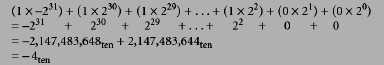 (1 × −2³¹) + (1 × 2³⁰) + (1 × 2²⁹) + . . . + (1 × 2²) + (0 × 2¹) + (0 × 2⁰)
= −2³¹ + 2³⁰ + 2²⁹ + . . . + 2² + 0 + 0
= −2,147,483,648ₜₑₙ + 2,147,483,644ₜₑₙ
= −4ₜₑₙ